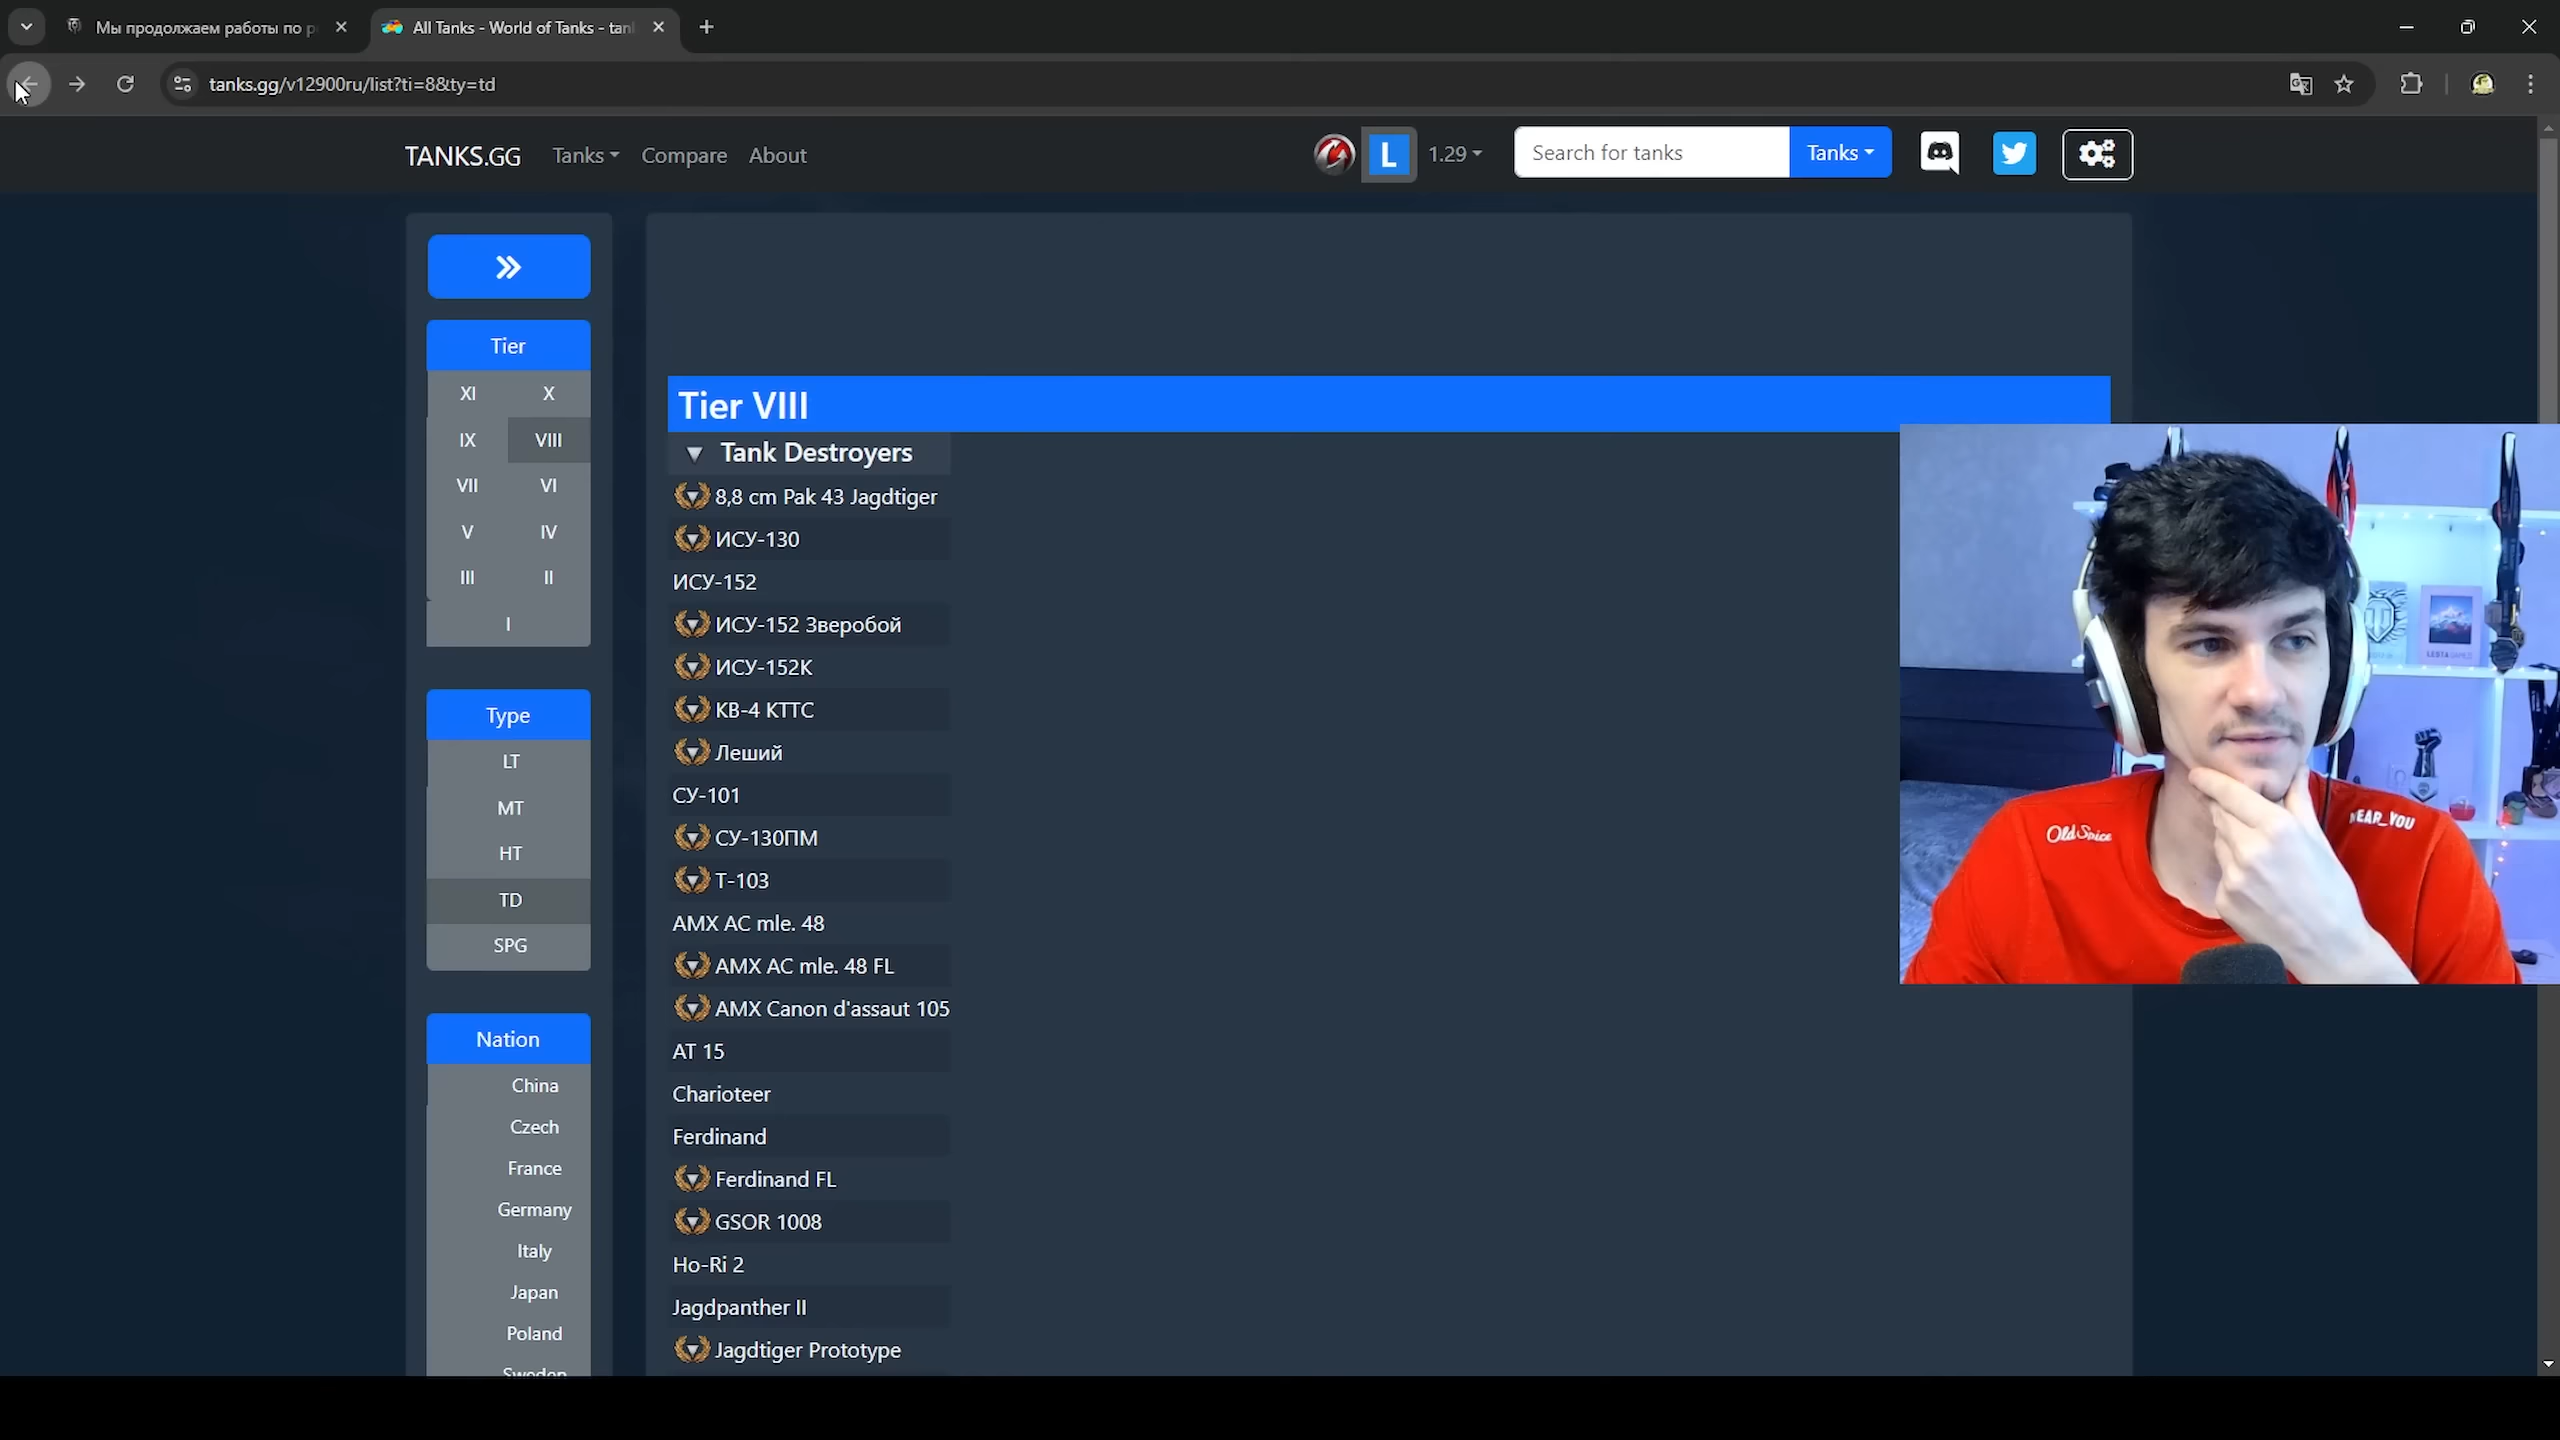 Мы продолжаем работы по р
All Tanks - World of Tanks - tan
tanks.gg/v12900ru/list?ti=8&ty=td
TANKS.GG
Tanks
Compare
About
L
1.29
Search for tanks
Tanks
Tier
XI
X
IX
VIII
VII
VI
V
IV
III
II
I
Type
LT
MT
HT
TD
SPG
Nation
China
Czech
France
Germany
Italy
Japan
Poland
Sweden
Tier VIII
Tank Destroyers
8,8 cm Pak 43 Jagdtiger
ИСУ-130
ИСУ-152
ИСУ-152 Зверобой
ИСУ-152К
КВ-4 КТТС
Леший
СУ-101
СУ-130ПМ
Т-103
AMX AC mle. 48
AMX AC mle. 48 FL
AMX Canon d'assaut 105
AT 15
Charioteer
Ferdinand
Ferdinand FL
GSOR 1008
Ho-Ri 2
Jagdpanther II
Jagdtiger Prototype
Old Spice
LESTA GAMES